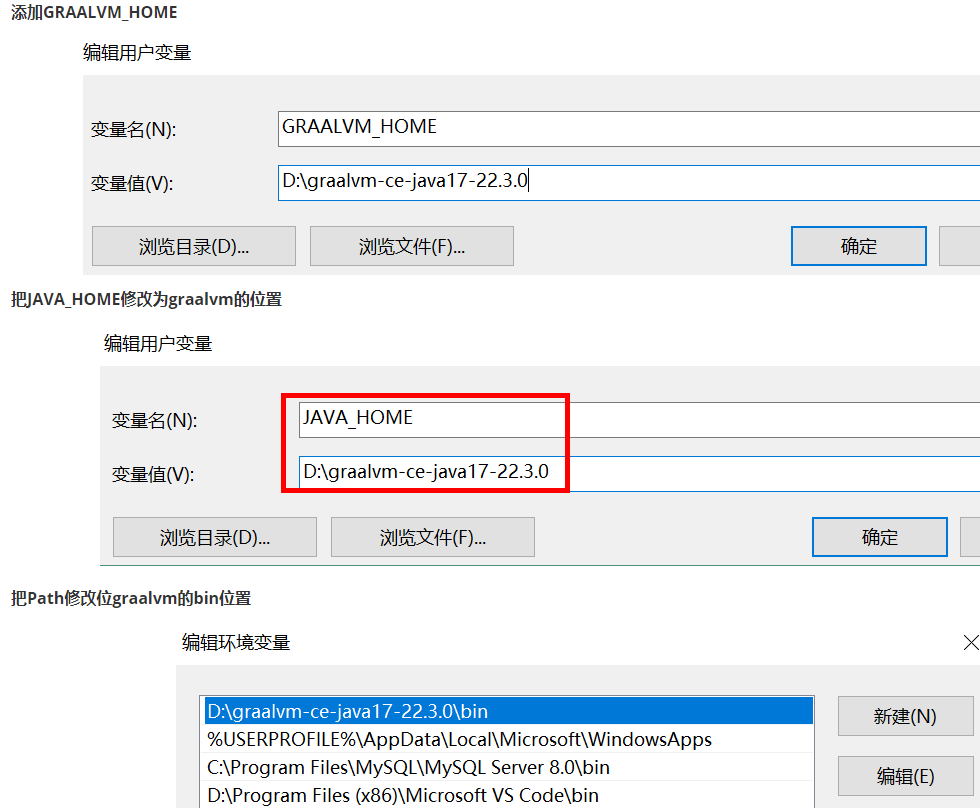 添加GRAALVM_HOME
编辑用户变量
变量名(N):
GRAALVM_HOME
变量值(V):
D:\graalvm-ce-java17-22.3.0
浏览目录(D)...
浏览文件(F)...
确定
把JAVA_HOME修改为graalvm的位置
编辑用户变量
变量名(N):
JAVA_HOME
变量值(V):
D:\graalvm-ce-java17-22.3.0
浏览目录(D)...
浏览文件(F)...
确定
把Path修改位graalvm的bin位置
编辑环境变量
D:\graalvm-ce-java17-22.3.0\bin
新建(N)
%USERPROFILE%\AppData\Local\Microsoft\WindowsApps
C:\Program Files\MySQL\MySQL Server 8.0\bin
编辑(E)
D:\Program Files (x86)\Microsoft VS Code\bin